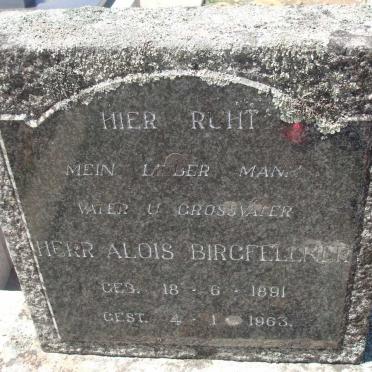 HIER RUHT
MEIN LIEBER MANN
VATER U GROSSVATER
HERR ALOIS BIRGFELLNER
GEB. 18 - 6 - 1891
GEST. 4 - 1 - 1963.